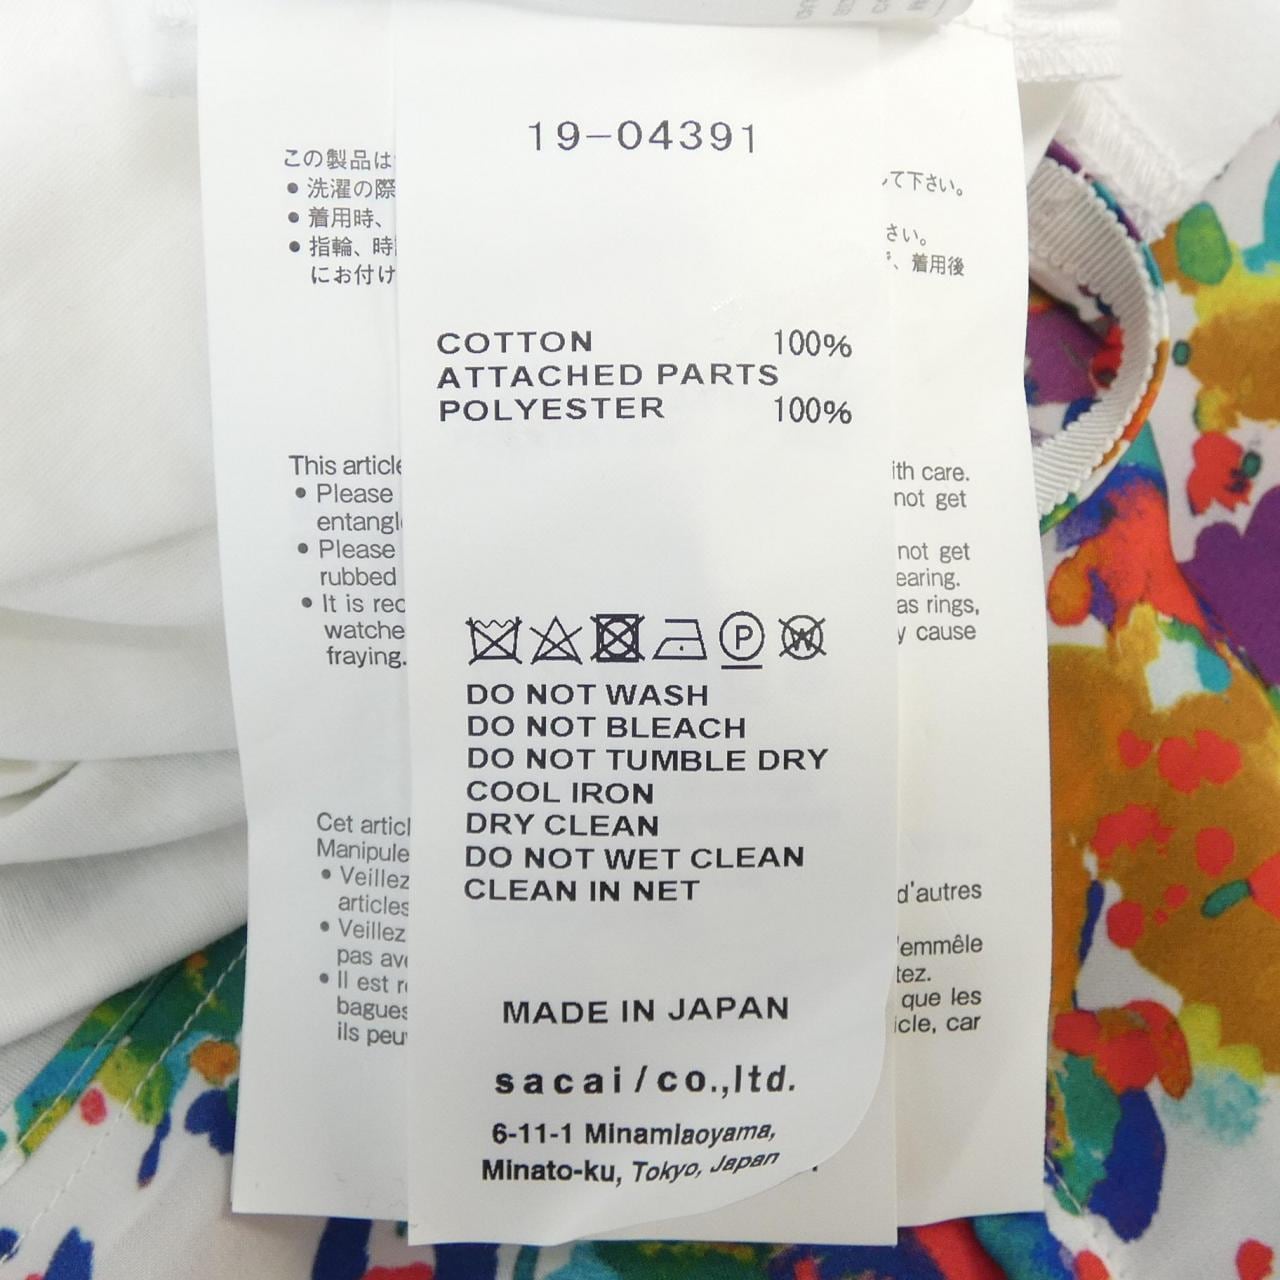 19-04391
COTTON 100%
ATTACHED PARTS
POLYESTER 100%
DO NOT WASH
DO NOT BLEACH
DO NOT TUMBLE DRY
COOL IRON
DRY CLEAN
DO NOT WET CLEAN
CLEAN IN NET
MADE IN JAPAN
sacai/co.,ltd.
6-11-1 Minamiaoyama,
Minato-ku, Tokyo, Japan
P
W
この製品は
• 洗濯の際
• 着用時、
• 指輪、時
にお付け
て下さい。
さい。
、着用後
This article
• Please
entangl
• Please
rubbed
• It is rec
watche
fraying.
ith care.
not get
not get
earing.
as rings,
y cause
Cet articl
Manipule
• Veillez
articles
• Veillez
pas av
• Il est r
bagues
ils peu
d'autres
'emmêle
tez.
que les
icle, car